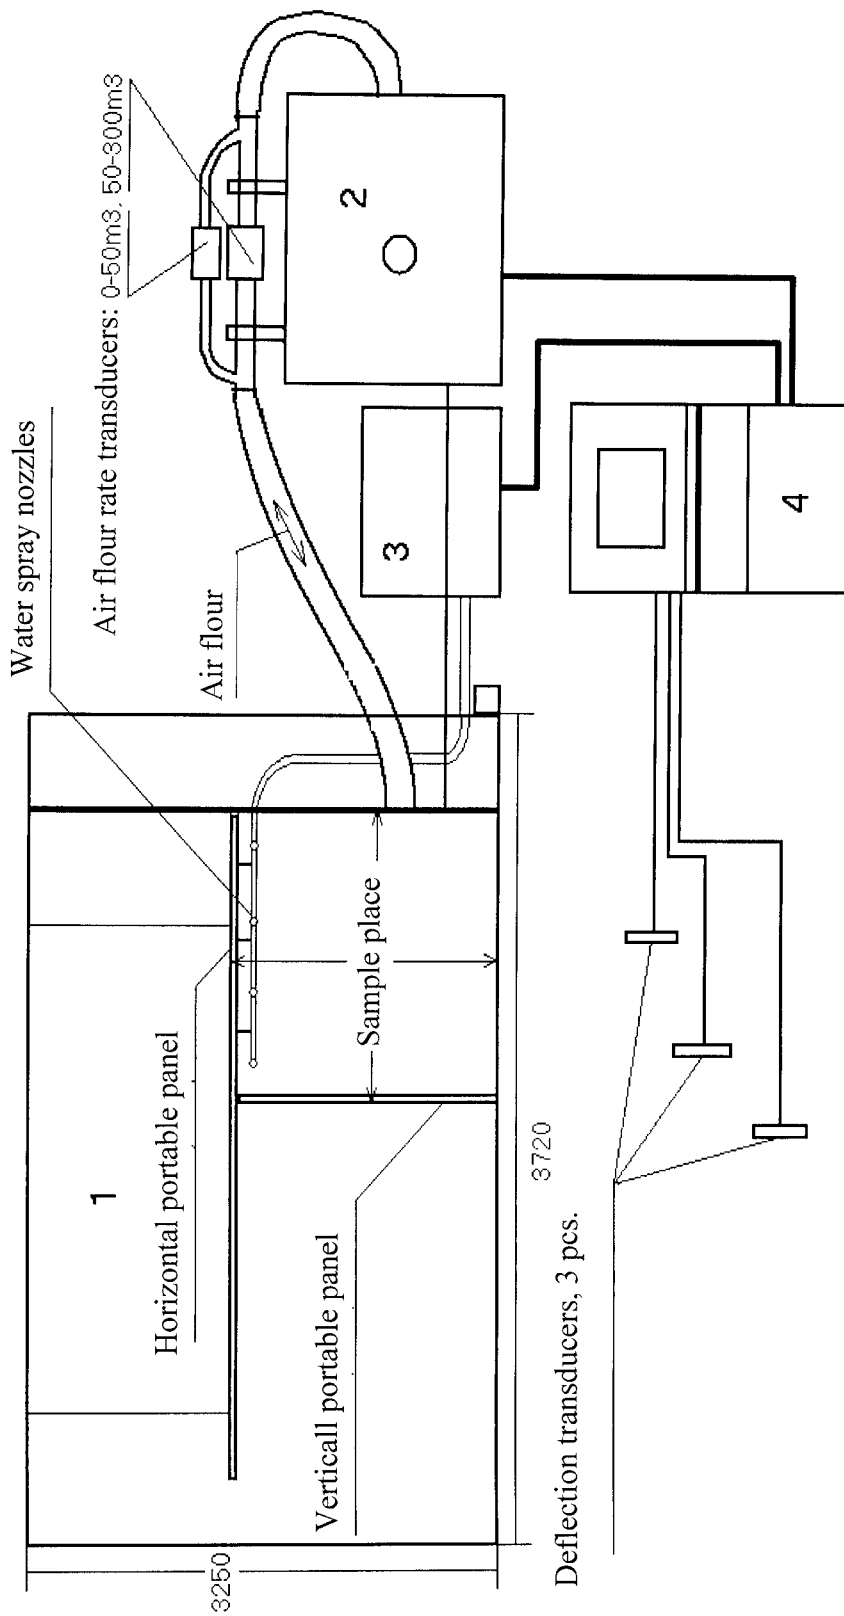 Water spray nozzles
Air flour rate transducers: 0-50m3, 50-300m3
Air flour
1
2
3
4
Horizontal portable panel
Sample place
Verticall portable panel
3250
3720
Deflection transducers, 3 pcs.